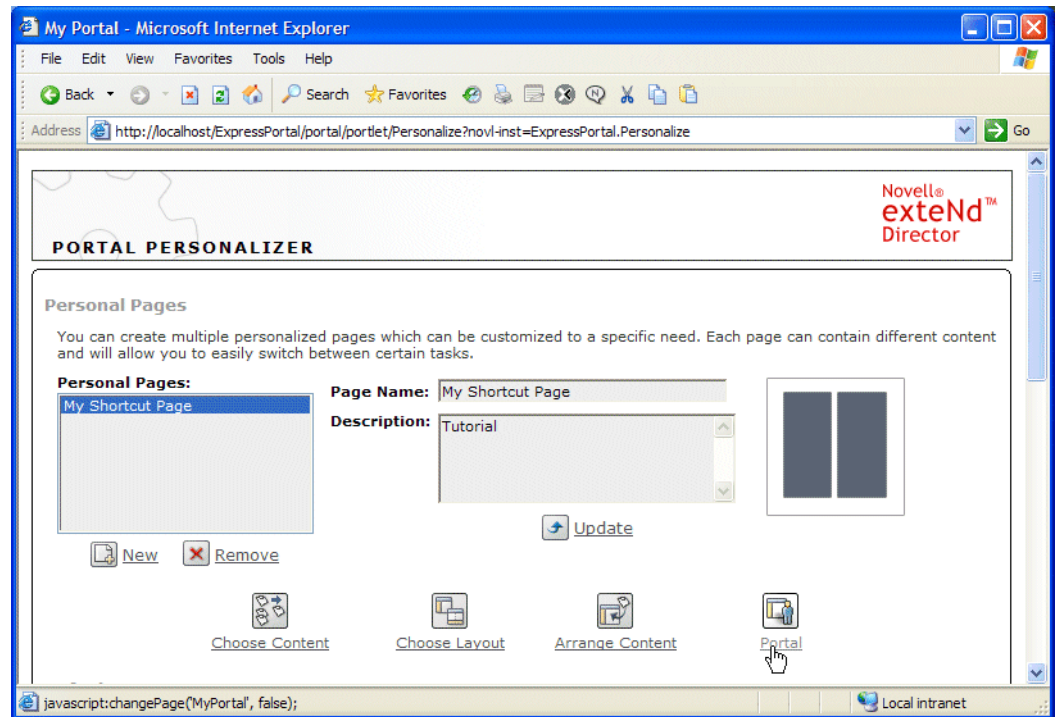 My Portal - Microsoft Internet Explorer
File Edit View Favorites Tools Help
Back Search Favorites
Address http://localhost/ExpressPortal/portal/portlet/Personalize?novl-inst=ExpressPortal.Personalize Go
Novell®
exteNd™
Director
PORTAL PERSONALIZER
Personal Pages
You can create multiple personalized pages which can be customized to a specific need. Each page can contain different content
and will allow you to easily switch between certain tasks.
Personal Pages:
My Shortcut Page
Page Name: My Shortcut Page
Description: Tutorial
Update
New Remove
Choose Content Choose Layout Arrange Content Portal
javascript:changePage('MyPortal', false); Local intranet